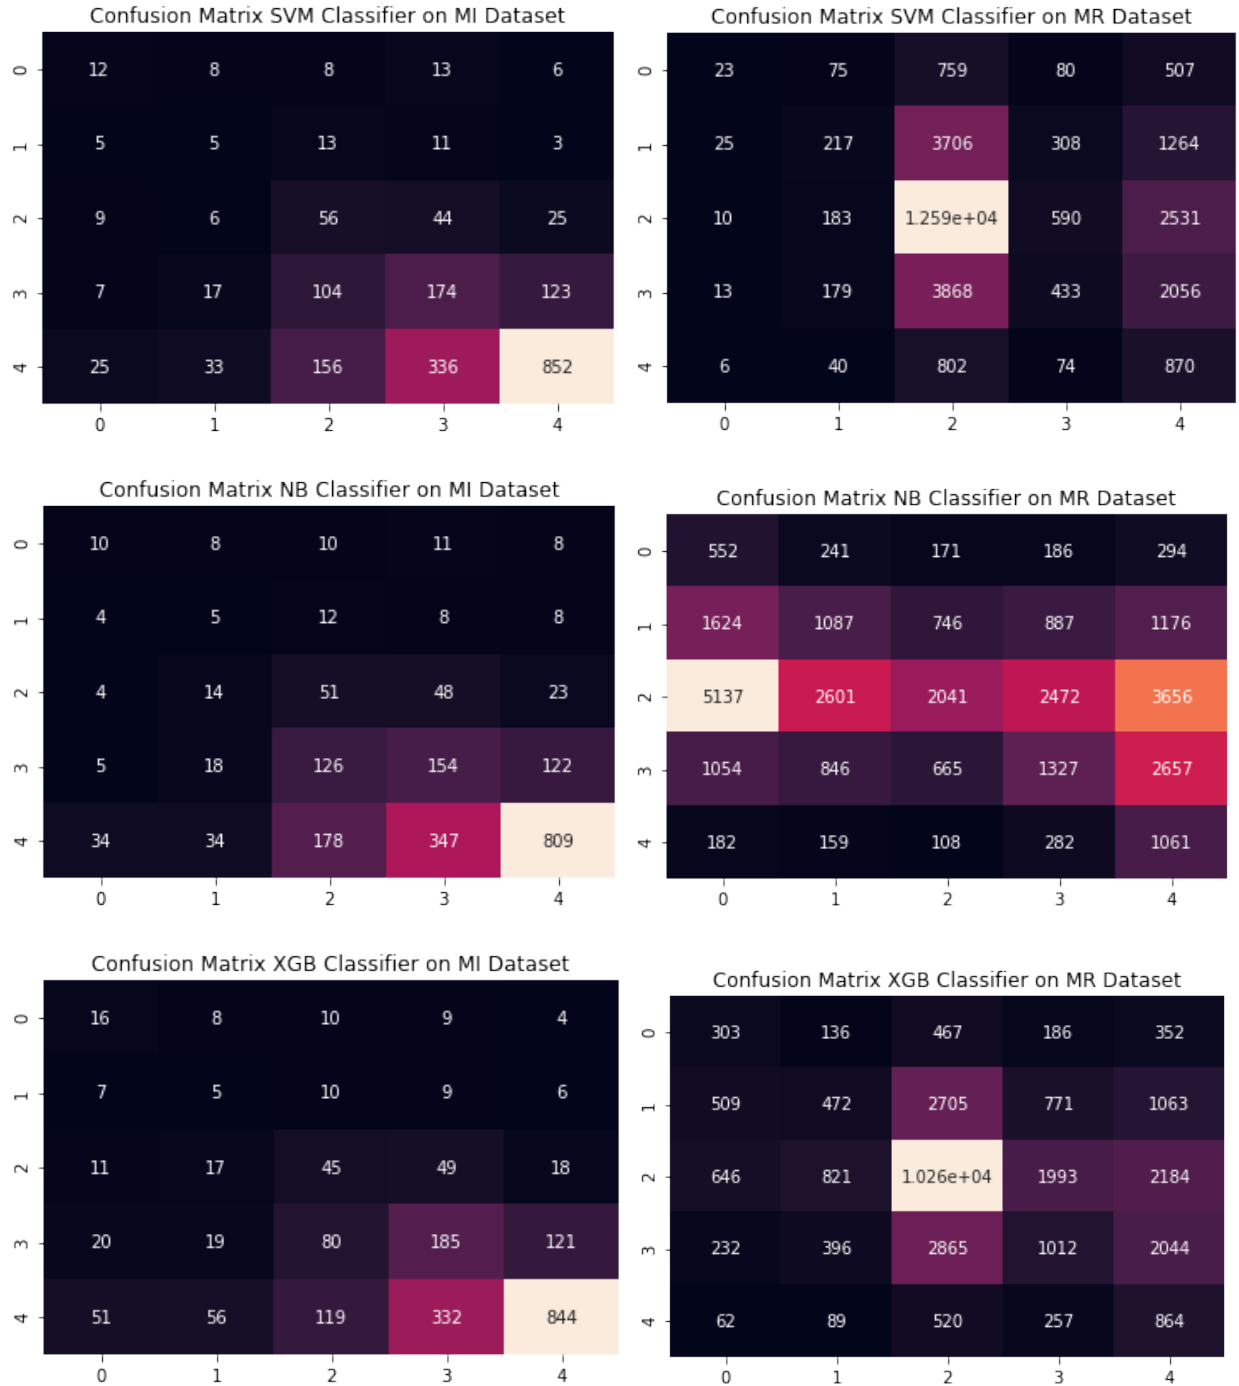 Confusion Matrix SVM Classifier on MI Dataset
0 12 8 8 13 6
1 5 5 13 11 3
2 9 6 56 44 25
3 7 17 104 174 123
4 25 33 156 336 852
0 1 2 3 4
Confusion Matrix SVM Classifier on MR Dataset
0 23 75 759 80 507
1 25 217 3706 308 1264
2 10 183 1.259e+04 590 2531
3 13 179 3868 433 2056
4 6 40 802 74 870
0 1 2 3 4
Confusion Matrix NB Classifier on MI Dataset
0 10 8 10 11 8
1 4 5 12 8 8
2 4 14 51 48 23
3 5 18 126 154 122
4 34 34 178 347 809
0 1 2 3 4
Confusion Matrix NB Classifier on MR Dataset
0 552 241 171 186 294
1 1624 1087 746 887 1176
2 5137 2601 2041 2472 3656
3 1054 846 665 1327 2657
4 182 159 108 282 1061
0 1 2 3 4
Confusion Matrix XGB Classifier on MI Dataset
0 16 8 10 9 4
1 7 5 10 9 6
2 11 17 45 49 18
3 20 19 80 185 121
4 51 56 119 332 844
0 1 2 3 4
Confusion Matrix XGB Classifier on MR Dataset
0 303 136 467 186 352
1 509 472 2705 771 1063
2 646 821 1.026e+04 1993 2184
3 232 396 2865 1012 2044
4 62 89 520 257 864
0 1 2 3 4